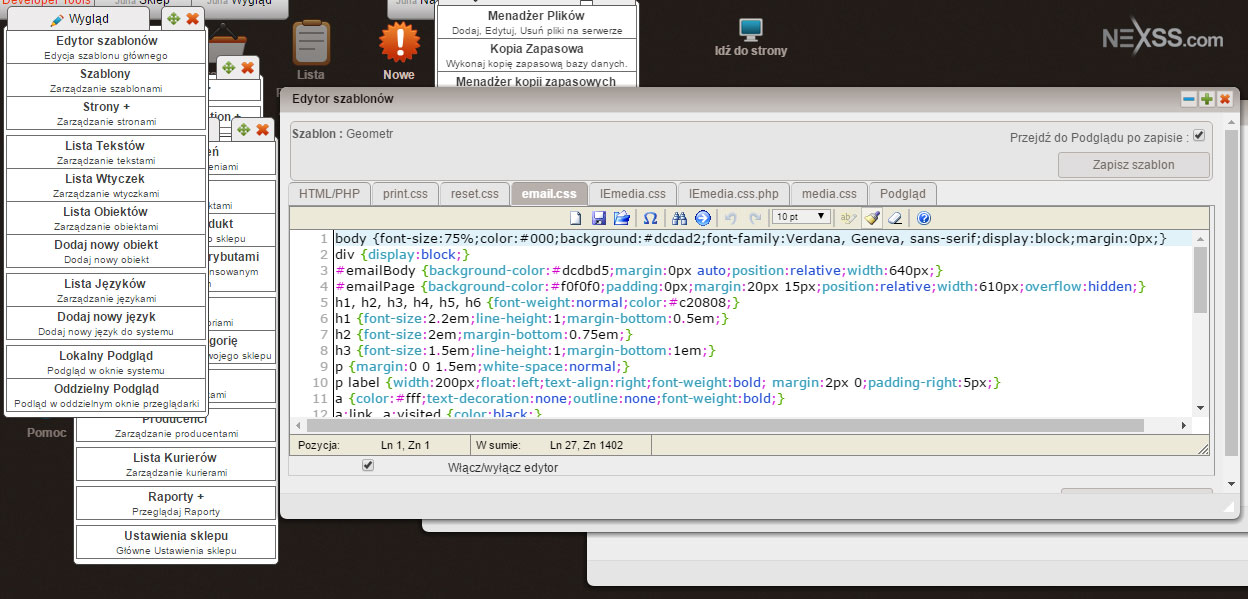 Developer Tools
Sklep
Wygląd
Wygląd
Edytor szablonów
Edycja szablonu głównego
Szablony
Zarządzanie szablonami
Strony +
Zarządzanie stronami
Lista Tekstów
Zarządzanie tekstami
Lista Wtyczek
Zarządzanie wtyczkami
Lista Obiektów
Zarządzanie obiektami
Dodaj nowy obiekt
Dodaj nowy obiekt
Lista Języków
Zarządzanie językami
Dodaj nowy język
Dodaj nowy język do systemu
Lokalny Podgląd
Podgląd w oknie systemu
Oddzielny Podgląd
Podląd w oddzielnym oknie przeglądarki
Pomoc
Producenci
Zarządzanie producentami
Lista Kurierów
Zarządzanie kurierami
Raporty +
Przeglądaj Raporty
Ustawienia sklepu
Główne Ustawienia sklepu
Lista
Nowe
Menadżer Plików
Dodaj, Edytuj, Usuń pliki na serwerze
Kopia Zapasowa
Wykonaj kopię zapasową bazy danych.
Menadżer kopii zapasowych
Idź do strony
NEXSS.com
Edytor szablonów
Szablon : Geometr
Przejdź do Podglądu po zapisie :
Zapisz szablon
HTML/PHP print.css reset.css email.css IEmedia.css IEmedia.css.php media.css Podgląd
10 pt
1 body {font-size:75%;color:#000;background:#dcdad2;font-family:Verdana, Geneva, sans-serif;display:block;margin:0px;}
2 div {display:block;}
3 #emailBody {background-color:#dcdbd5;margin:0px auto;position:relative;width:640px;}
4 #emailPage {background-color:#f0f0f0;padding:0px;margin:20px 15px;position:relative;width:610px;overflow:hidden;}
5 h1, h2, h3, h4, h5, h6 {font-weight:normal;color:#c20808;}
6 h1 {font-size:2.2em;line-height:1;margin-bottom:0.5em;}
7 h2 {font-size:2em;margin-bottom:0.75em;}
8 h3 {font-size:1.5em;line-height:1;margin-bottom:1em;}
9 p {margin:0 0 1.5em;white-space:normal;}
10 p label {width:200px;float:left;text-align:right;font-weight:bold; margin:2px 0;padding-right:5px;}
11 a {color:#fff;text-decoration:none;outline:none;font-weight:bold;}
12 a:link, a:visited {color:black;}
Pozycja: Ln 1, Zn 1 W sumie: Ln 27, Zn 1402
Włącz/wyłącz edytor